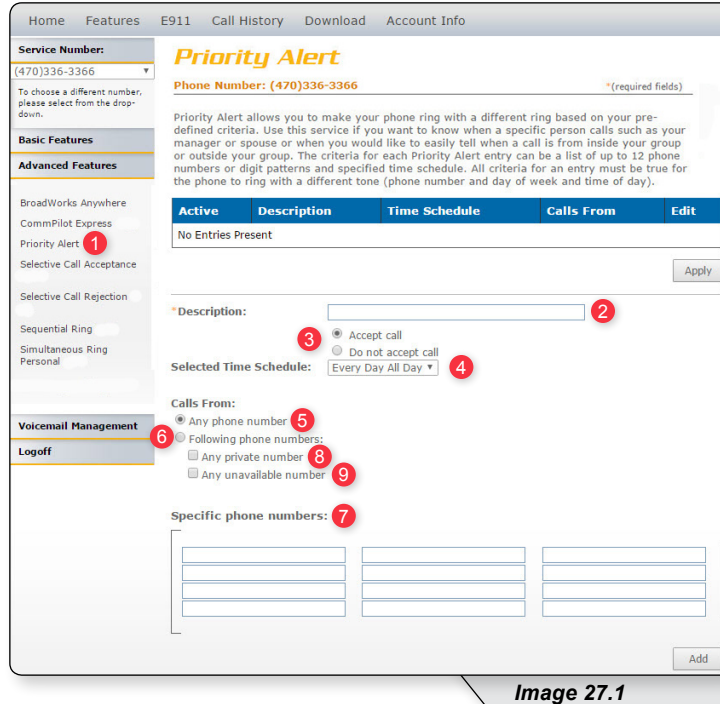 Home Features E911 Call History Download Account Info
Service Number:
(470)336-3366
To choose a different number,
please select from the drop-
down.
Basic Features
Advanced Features
BroadWorks Anywhere
CommPilot Express
Priority Alert 1
Selective Call Acceptance
Selective Call Rejection
Sequential Ring
Simultaneous Ring
Personal
Voicemail Management
Logoff
Priority Alert
Phone Number: (470)336-3366 *(required fields)
Priority Alert allows you to make your phone ring with a different ring based on your pre-
defined criteria. Use this service if you want to know when a specific person calls such as your
manager or spouse or when you would like to easily tell when a call is from inside your group
or outside your group. The criteria for each Priority Alert entry can be a list of up to 12 phone
numbers or digit patterns and specified time schedule. All criteria for an entry must be true for
the phone to ring with a different tone (phone number and day of week and time of day).
Active Description Time Schedule Calls From Edit
No Entries Present
Apply
*Description: 2
3 Accept call
Do not accept call
Selected Time Schedule: Every Day All Day 4
Calls From:
Any phone number 5
6 Following phone numbers:
Any private number 8
Any unavailable number 9
Specific phone numbers: 7
Add
Image 27.1